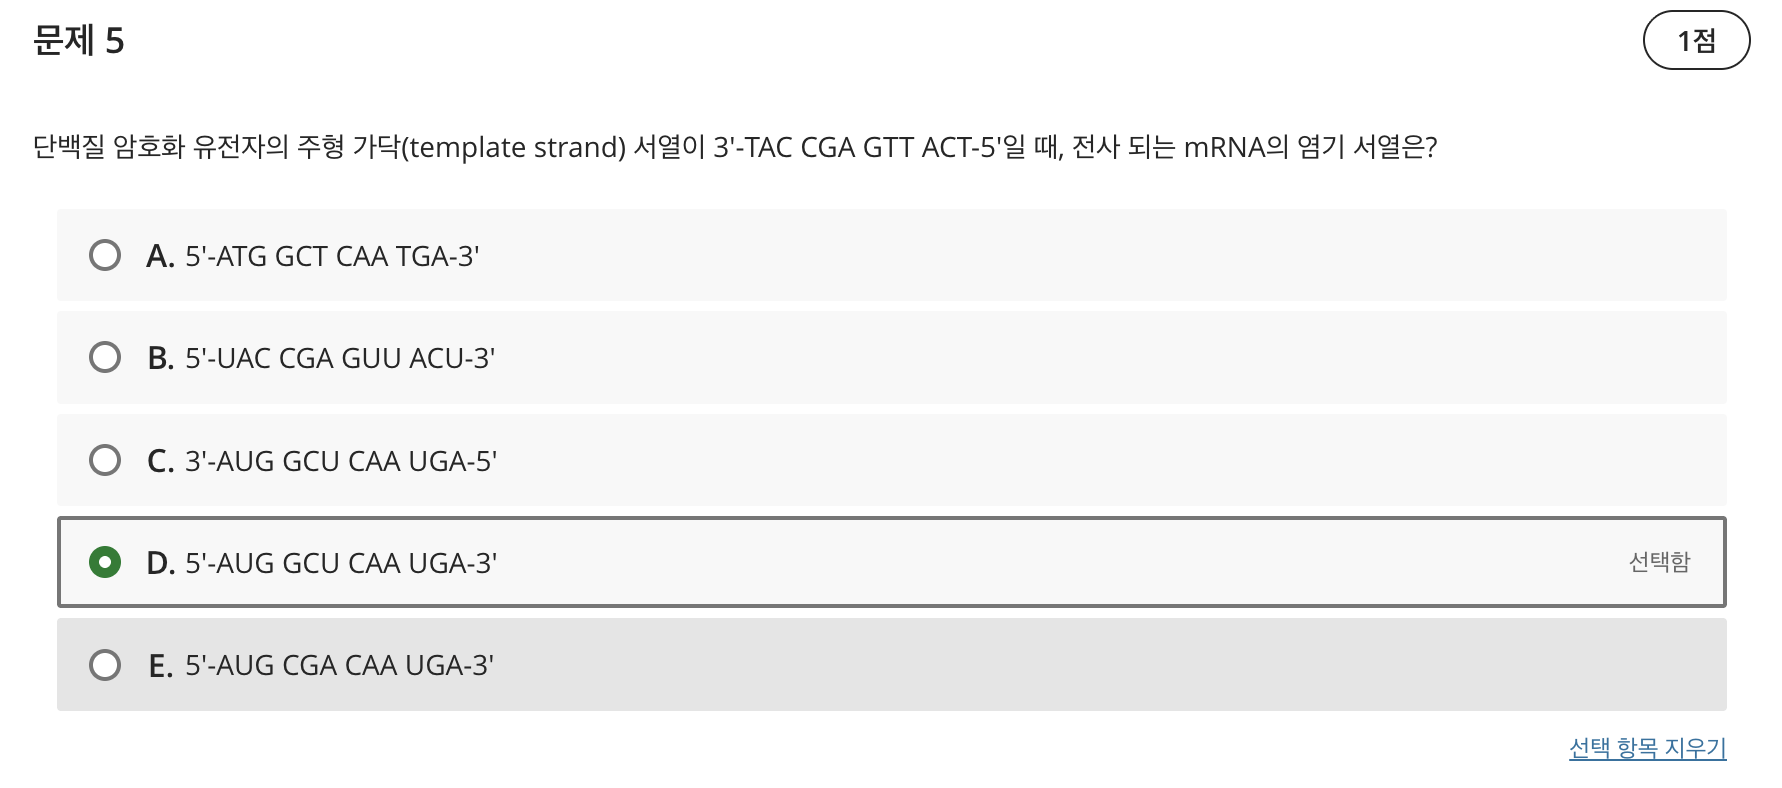 문제 5
1점
단백질 암호화 유전자의 주형 가닥(template strand) 서열이 3'-TAC CGA GTT ACT-5'일 때, 전사 되는 mRNA의 염기 서열은?
A. 5'-ATG GCT CAA TGA-3'
B. 5'-UAC CGA GUU ACU-3'
C. 3'-AUG GCU CAA UGA-5'
D. 5'-AUG GCU CAA UGA-3'
선택함
E. 5'-AUG CGA CAA UGA-3'
선택 항목 지우기